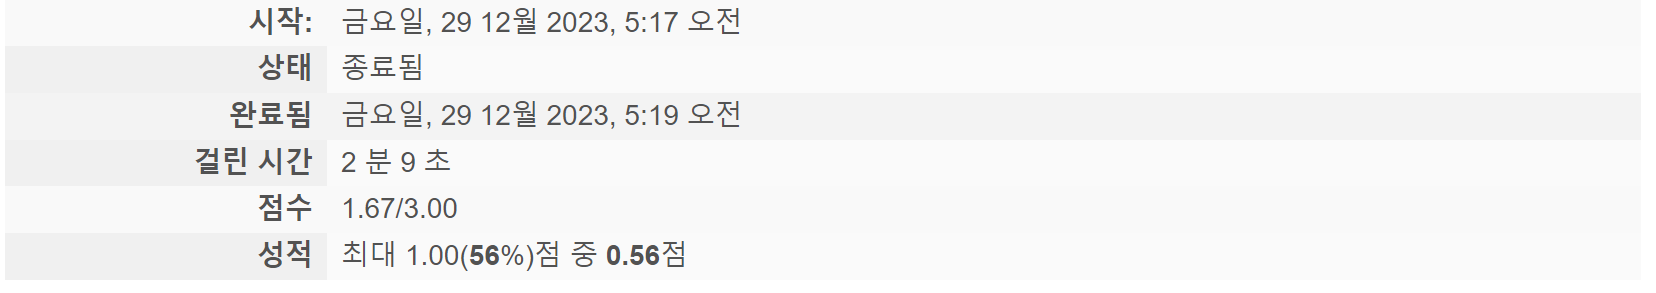 시작: 금요일, 29 12월 2023, 5:17 오전
상태 종료됨
완료됨 금요일, 29 12월 2023, 5:19 오전
걸린 시간 2 분 9 초
점수 1.67/3.00
성적 최대 1.00(56%)점 중 0.56점